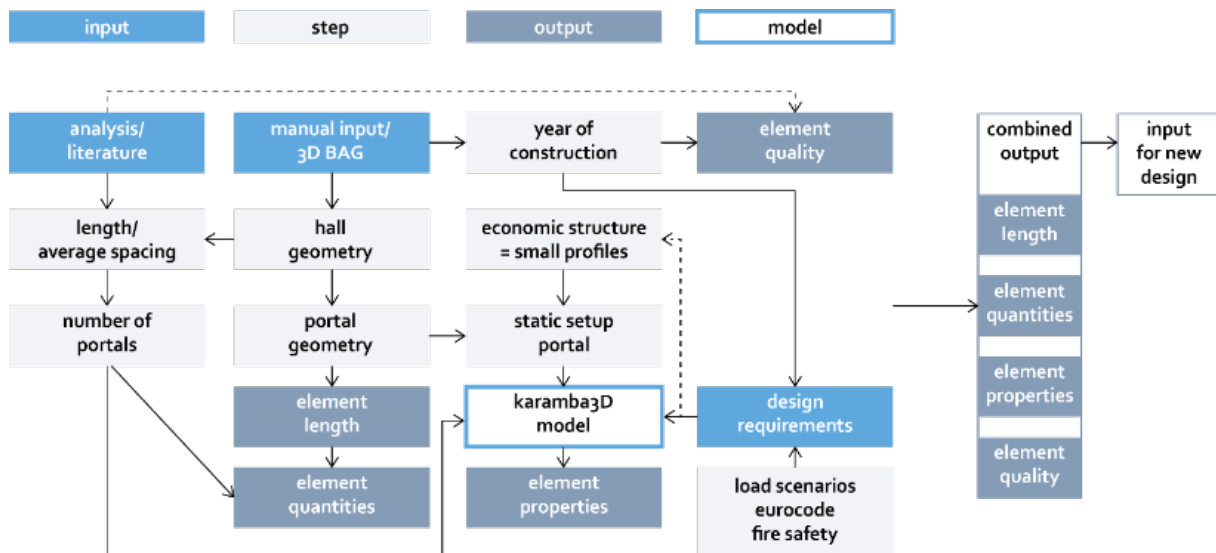 input
step
output
model
analysis/
literature
manual input/
3D BAG
year of
construction
element
quality
combined
output
input
for new
design
length/
average spacing
hall
geometry
economic structure
= small profiles
element
length
number of
portals
portal
geometry
static setup
portal
element
quantities
element
length
karamba3D
model
design
requirements
element
properties
element
quantities
element
properties
load scenarios
eurocode
fire safety
element
quality